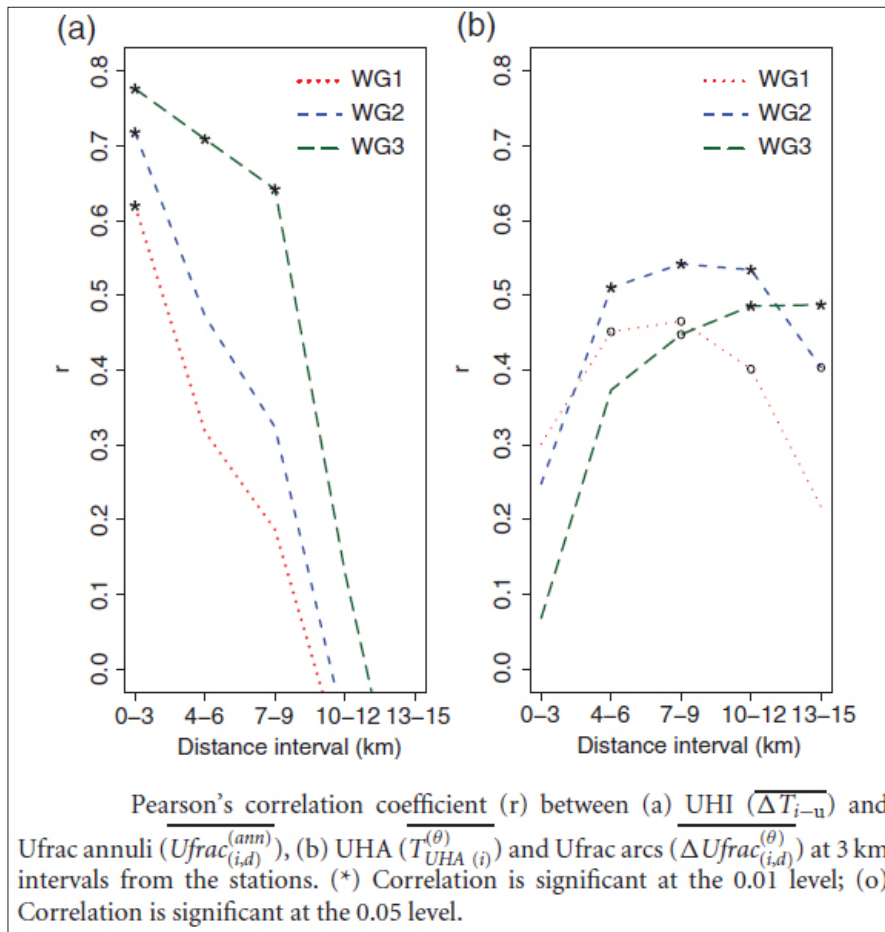 (a)
0.8
0.7
0.6
0.5
0.4
0.3
0.2
0.1
0.0
r
WG1
WG2
WG3
0–3 4–6 7–9 10–12 13–15
Distance interval (km)
(b)
0.8
0.7
0.6
0.5
0.4
0.3
0.2
0.1
0.0
r
WG1
WG2
WG3
0–3 4–6 7–9 10–12 13–15
Distance interval (km)
Pearson's correlation coefficient (r) between (a) UHI (ΔT̅i−u) and
Ufrac annuli (Ufrac(i,d)(ann)), (b) UHA (TUHA (i)(θ)) and Ufrac arcs (ΔUfrac(i,d)(θ)) at 3 km
intervals from the stations. (*) Correlation is significant at the 0.01 level; (o)
Correlation is significant at the 0.05 level.